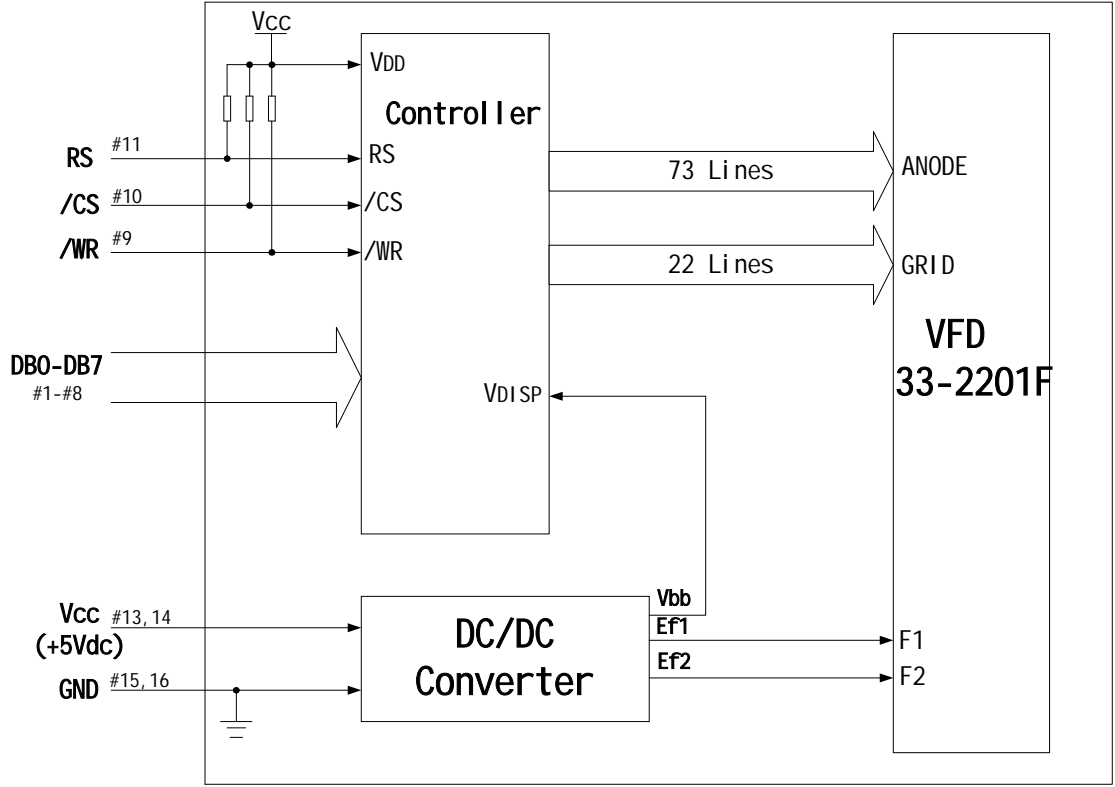 Vcc
VDD
Controller
RS #11
RS
/CS #10
/CS
/WR #9
/WR
73 Lines
ANODE
22 Lines
GRID
VFD
33-2201F
DB0-DB7
#1-#8
VDISP
Vcc #13,14
(+5Vdc)
GND #15,16
DC/DC
Converter
Vbb
Ef1
Ef2
F1
F2